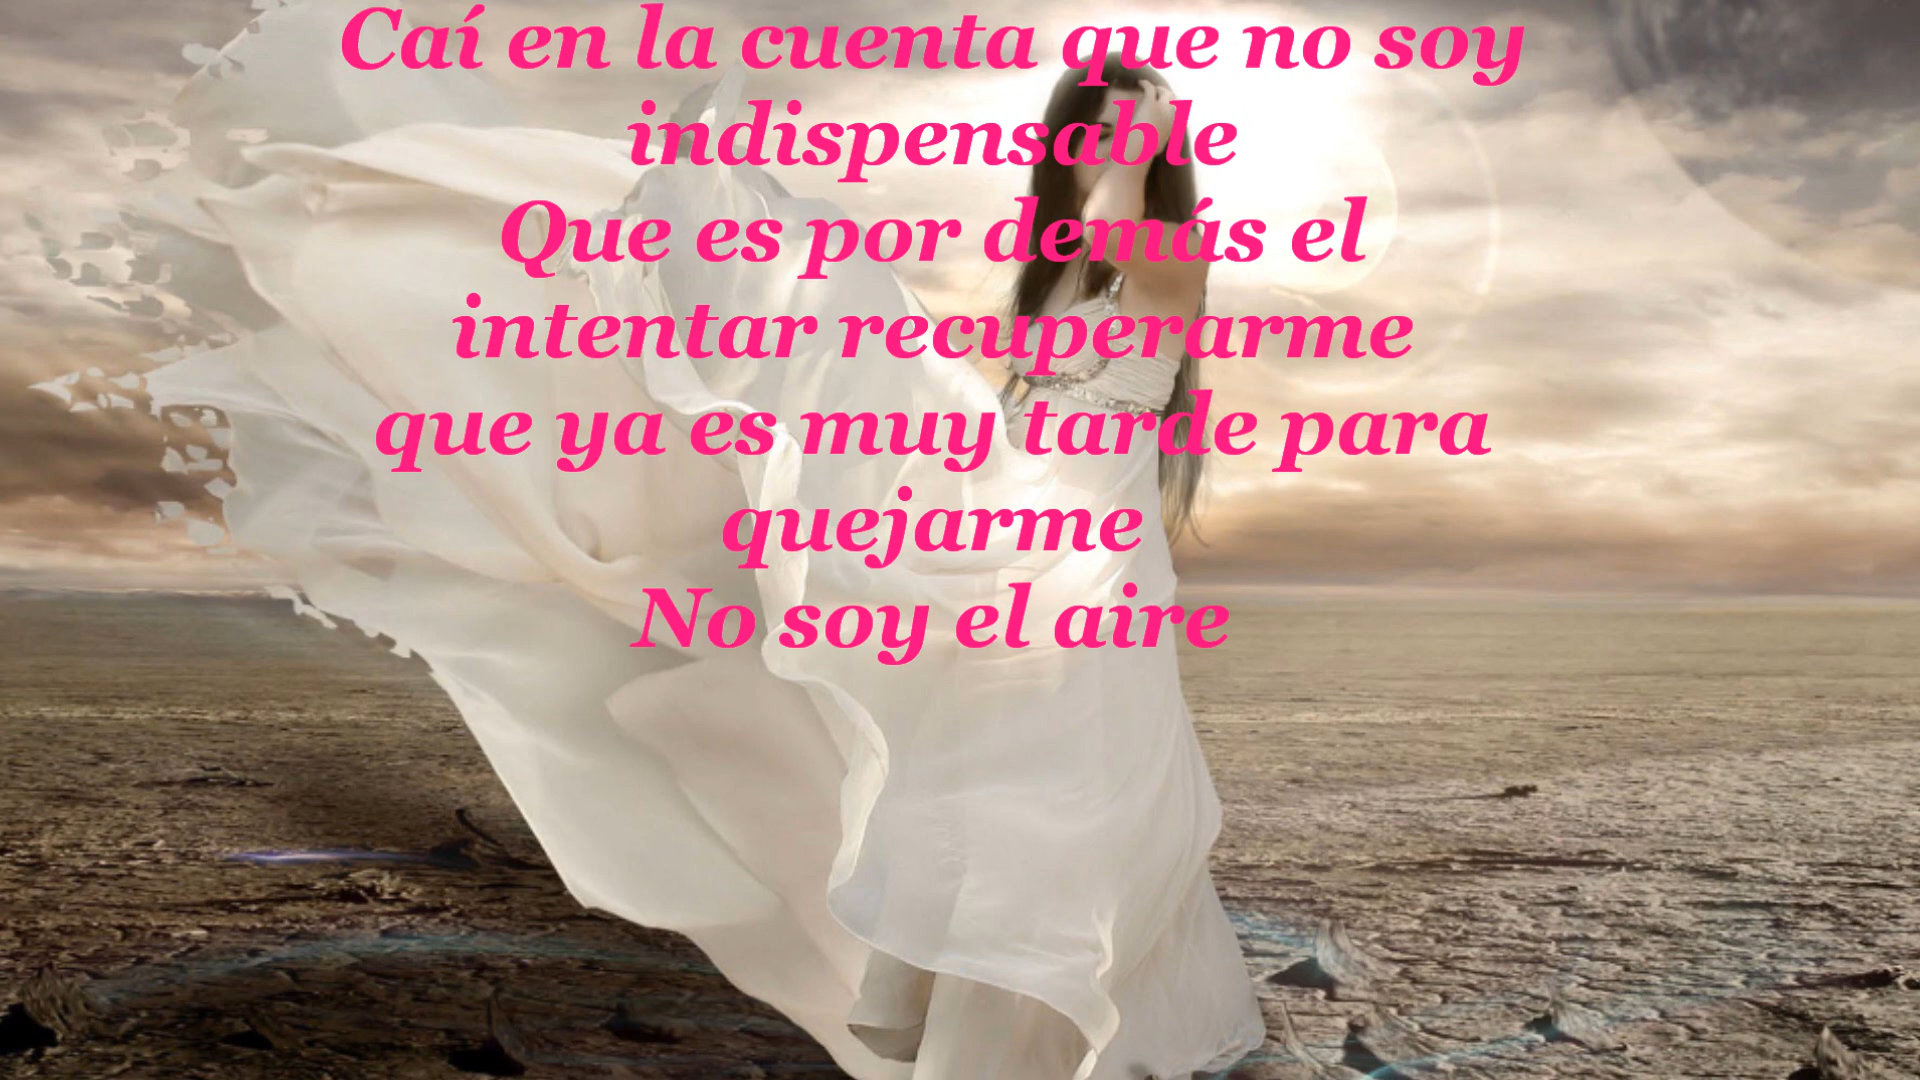 Caí en la cuenta que no soy
indispensable
Que es por demás el
intentar recuperarme
que ya es muy tarde para
quejarme
No soy el aire